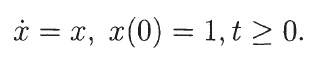 ẋ = x, x(0) = 1, t ≥ 0.